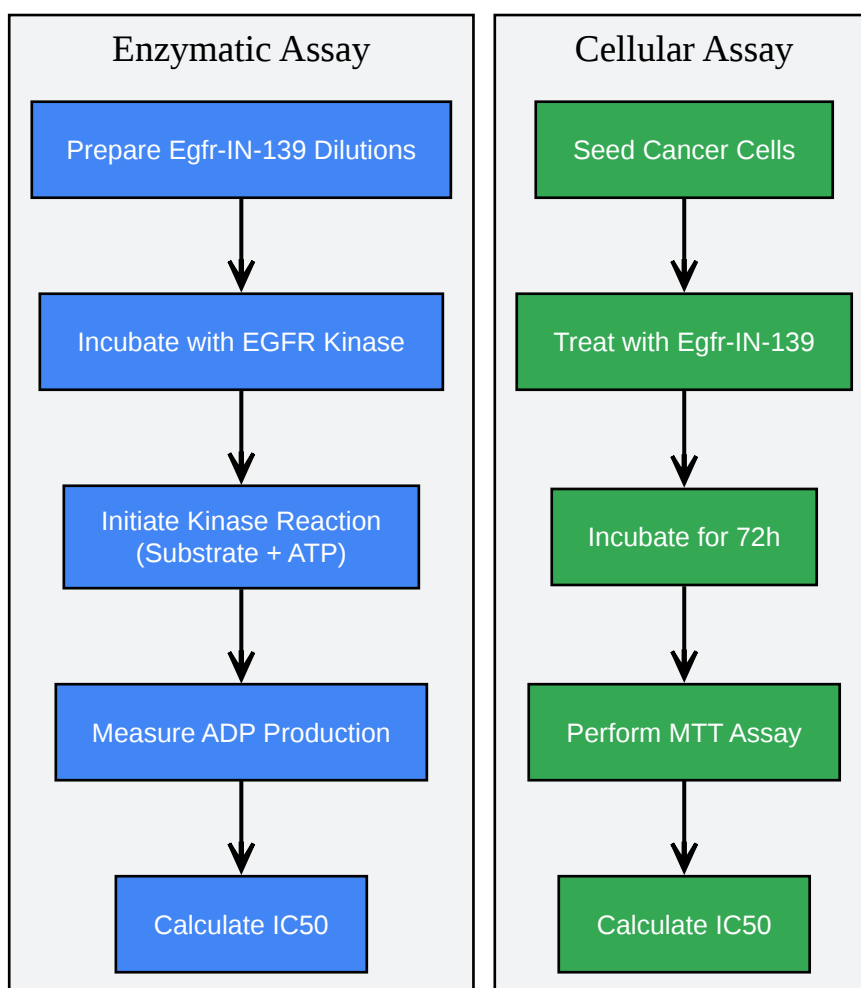 Enzymatic Assay
Prepare Egfr-IN-139 Dilutions
Incubate with EGFR Kinase
Initiate Kinase Reaction
(Substrate + ATP)
Measure ADP Production
Calculate IC50
Cellular Assay
Seed Cancer Cells
Treat with Egfr-IN-139
Incubate for 72h
Perform MTT Assay
Calculate IC50